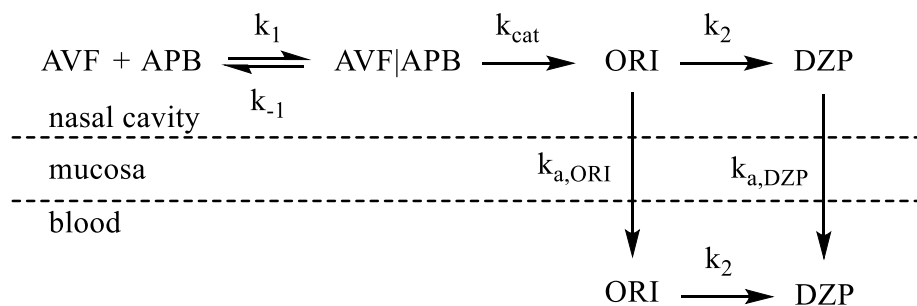 k₁ k_cat k₂
AVF + APB AVF|APB ORI DZP
k₋₁
nasal cavity
mucosa
k_a,ORI k_a,DZP
blood
k₂
ORI DZP